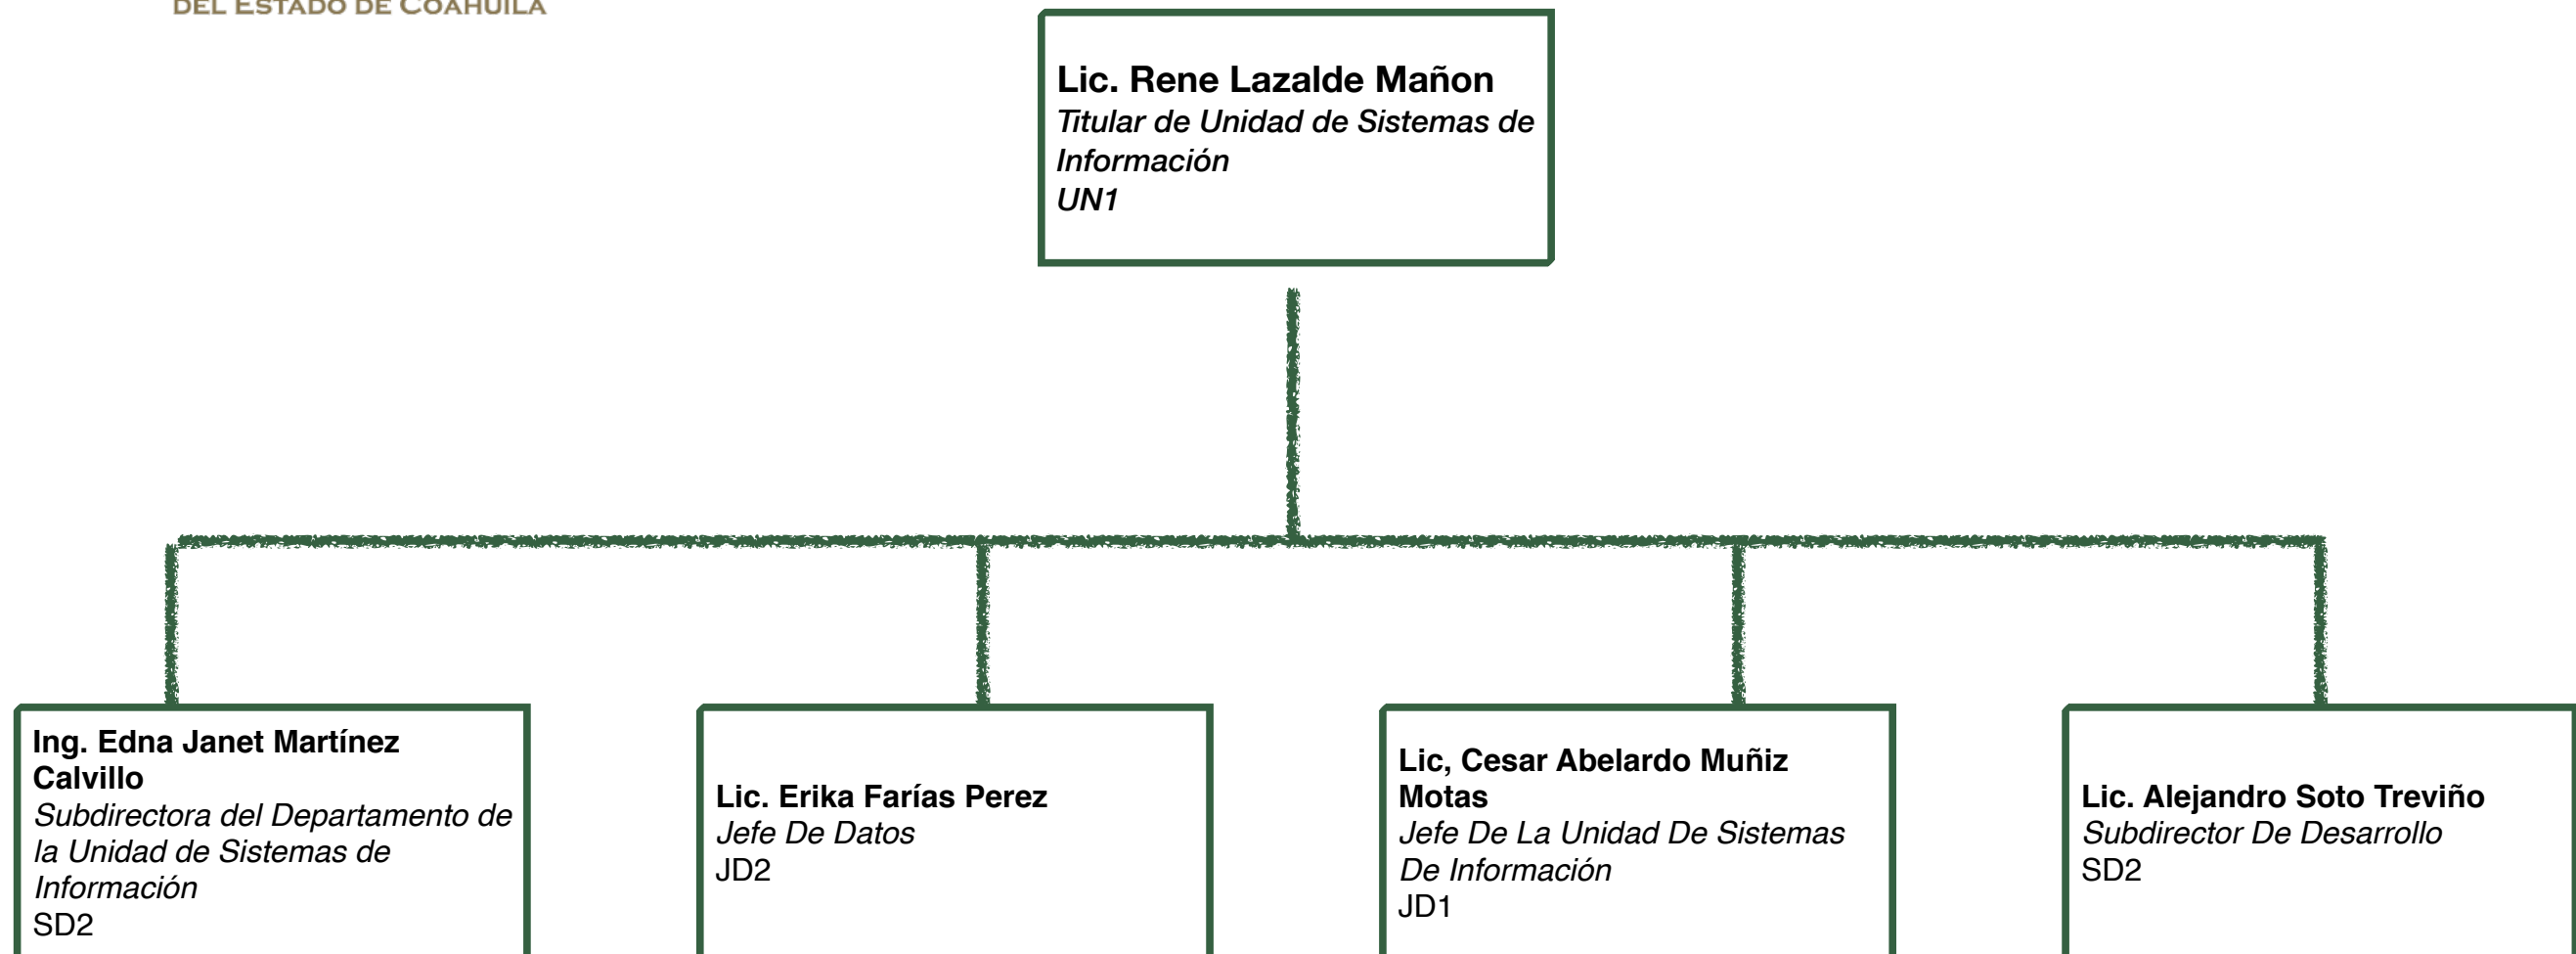 DEL ESTADO DE COAHUILA
Lic. Rene Lazalde Mañon
Titular de Unidad de Sistemas de
Información
UN1
Ing. Edna Janet Martínez
Calvillo
Subdirectora del Departamento de
la Unidad de Sistemas de
Información
SD2
Lic. Erika Farías Perez
Jefe De Datos
JD2
Lic, Cesar Abelardo Muñiz
Motas
Jefe De La Unidad De Sistemas
De Información
JD1
Lic. Alejandro Soto Treviño
Subdirector De Desarrollo
SD2